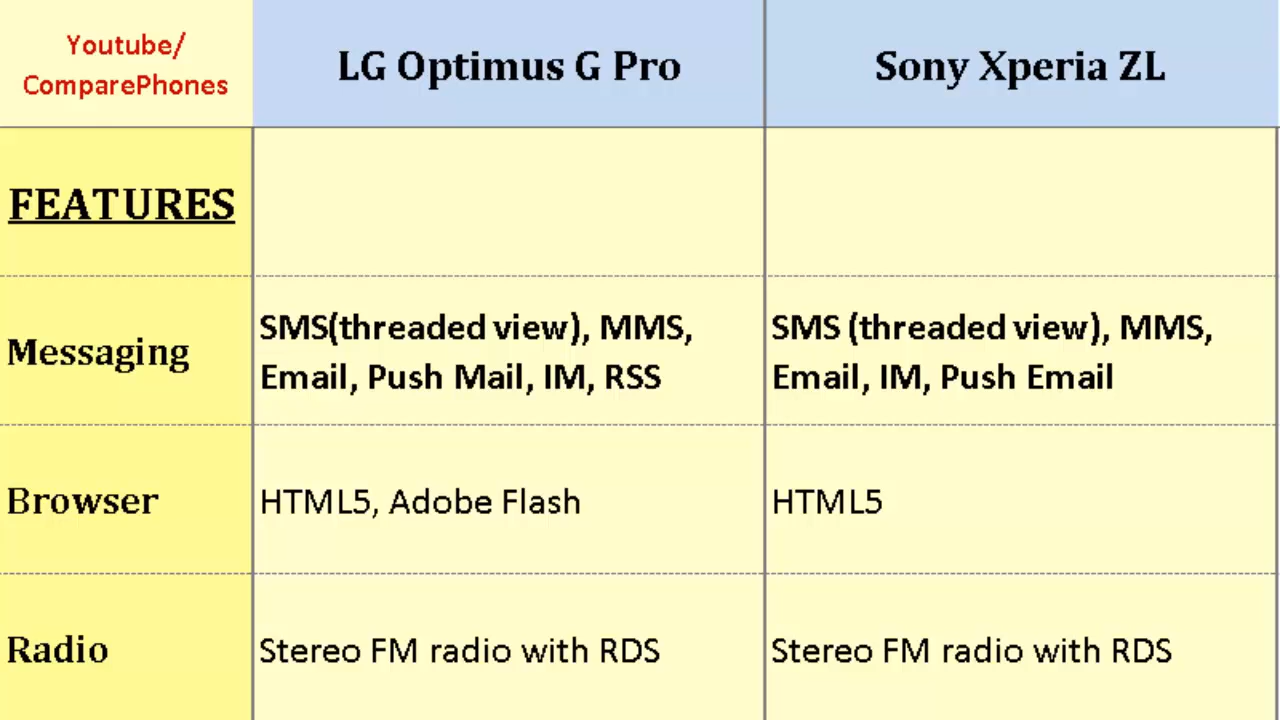 Youtube/
ComparePhones
LG Optimus G Pro
Sony Xperia ZL
FEATURES
Messaging
SMS(threaded view), MMS,
Email, Push Mail, IM, RSS
SMS (threaded view), MMS,
Email, IM, Push Email
Browser
HTML5, Adobe Flash
HTML5
Radio
Stereo FM radio with RDS
Stereo FM radio with RDS